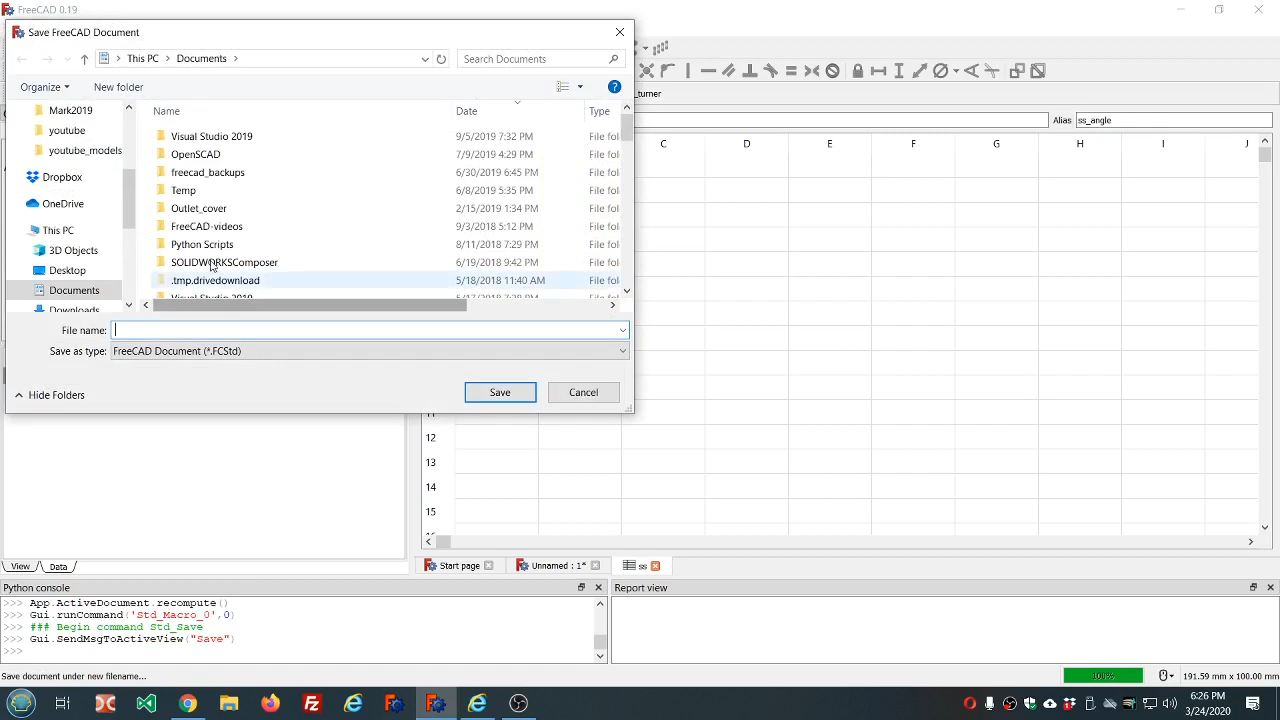 FreeCAD 0.19
Save FreeCAD Document
This PC
Documents
Search Documents
Organize
New folder
Mark2019
youtube
youtube_models
Dropbox
OneDrive
This PC
3D Objects
Desktop
Documents
Downloads
Name Date Type
Visual Studio 2019 9/5/2019 7:32 PM File fol
OpenSCAD 7/9/2019 4:29 PM File fol
freecad_backups 6/30/2019 6:45 PM File fol
Temp 6/8/2019 5:35 PM File fol
Outlet_cover 2/15/2019 1:34 PM File fol
FreeCAD-videos 9/3/2018 5:12 PM File fol
Python Scripts 8/11/2018 7:29 PM File fol
SOLIDWORKSComposer 6/19/2018 9:42 PM File fol
.tmp.drivedownload 5/18/2018 11:40 AM File fol
File name:
Save as type: FreeCAD Document (*.FCStd)
Hide Folders
Save Cancel
_turner
Alias ss_angle
C D E F G H I J
12
13
14
15
View Data
Start page Unnamed : 1* ss
Python console
>>> App.ActiveDocument.recompute()
>>> Gui.runCommand('Std_Macro_0',0)
>>> ### Begin command Std_Save
>>> Gui.SendMsgToActiveView("Save")
>>>
Report view
Save document under new filename...
100%
191.59 mm x 100.00 mm
6:26 PM
3/24/2020